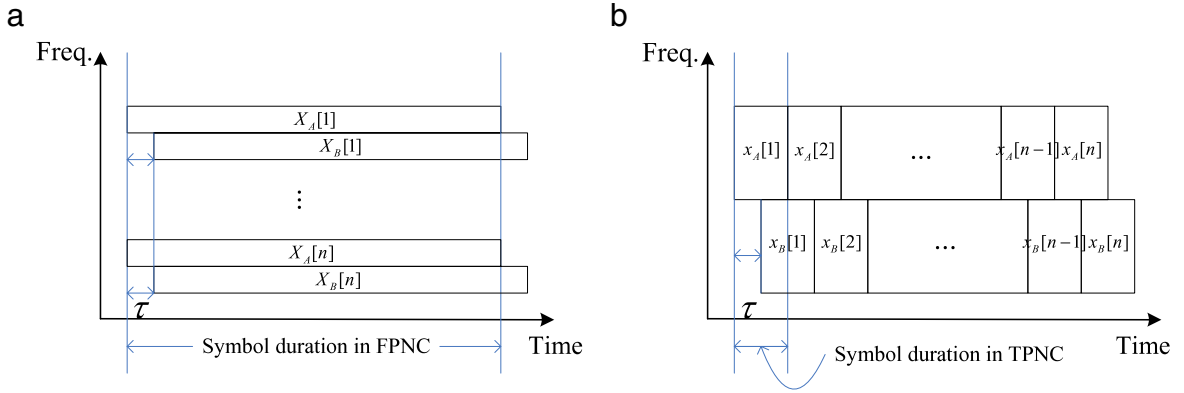 a
Freq.
X_A[1]
X_B[1]
⋮
X_A[n]
X_B[n]
τ
Symbol duration in FPNC
Time
b
Freq.
x_A[1] x_A[2] ... x_A[n−1] x_A[n]
x_B[1] x_B[2] ... x_B[n−1] x_B[n]
τ
Symbol duration in TPNC
Time